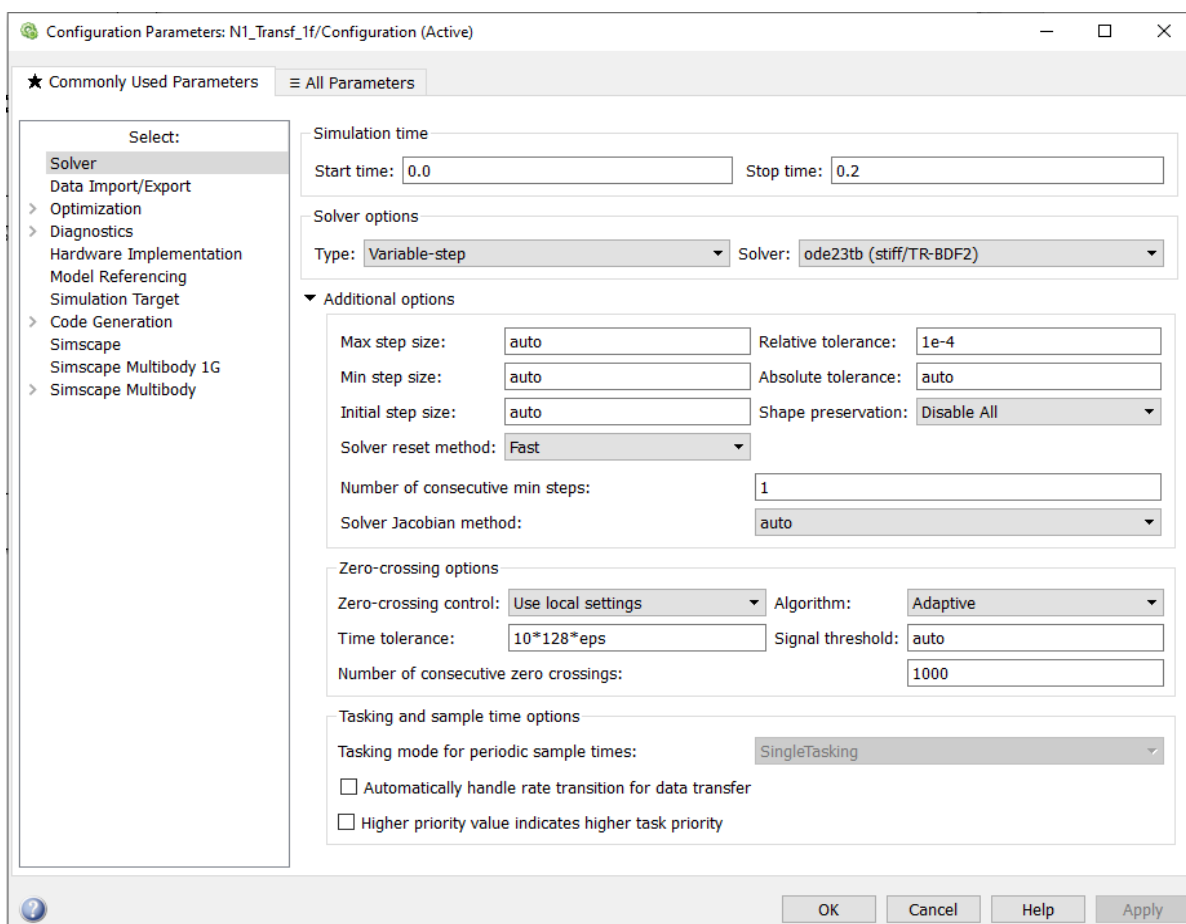 Configuration Parameters: N1_Transf_1f/Configuration (Active)
★ Commonly Used Parameters
≡ All Parameters
Select:
Solver
Data Import/Export
Optimization
Diagnostics
Hardware Implementation
Model Referencing
Simulation Target
Code Generation
Simscape
Simscape Multibody 1G
Simscape Multibody
Simulation time
Start time: 0.0 Stop time: 0.2
Solver options
Type: Variable-step Solver: ode23tb (stiff/TR-BDF2)
Additional options
Max step size: auto Relative tolerance: 1e-4
Min step size: auto Absolute tolerance: auto
Initial step size: auto Shape preservation: Disable All
Solver reset method: Fast
Number of consecutive min steps: 1
Solver Jacobian method: auto
Zero-crossing options
Zero-crossing control: Use local settings Algorithm: Adaptive
Time tolerance: 10*128*eps Signal threshold: auto
Number of consecutive zero crossings: 1000
Tasking and sample time options
Tasking mode for periodic sample times: SingleTasking
Automatically handle rate transition for data transfer
Higher priority value indicates higher task priority
? OK Cancel Help Apply